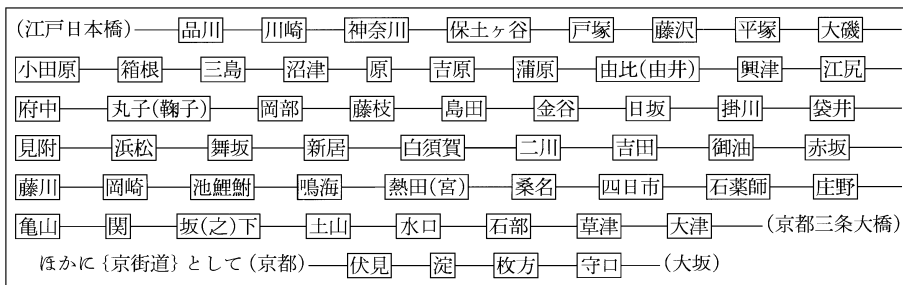 (江戸日本橋)—品川—川崎—神奈川—保土ヶ谷—戸塚—藤沢—平塚—大磯—
小田原—箱根—三島—沼津—原—吉原—蒲原—由比(由井)—興津—江尻—
府中—丸子(鞠子)—岡部—藤枝—島田—金谷—日坂—掛川—袋井—
見附—浜松—舞坂—新居—白須賀—二川—吉田—御油—赤坂—
藤川—岡崎—池鯉鮒—鳴海—熱田(宮)—桑名—四日市—石薬師—庄野—
亀山—関—坂(之)下—土山—水口—石部—草津—大津—(京都三条大橋)
ほかに{京街道}として(京都)—伏見—淀—枚方—守口—(大坂)